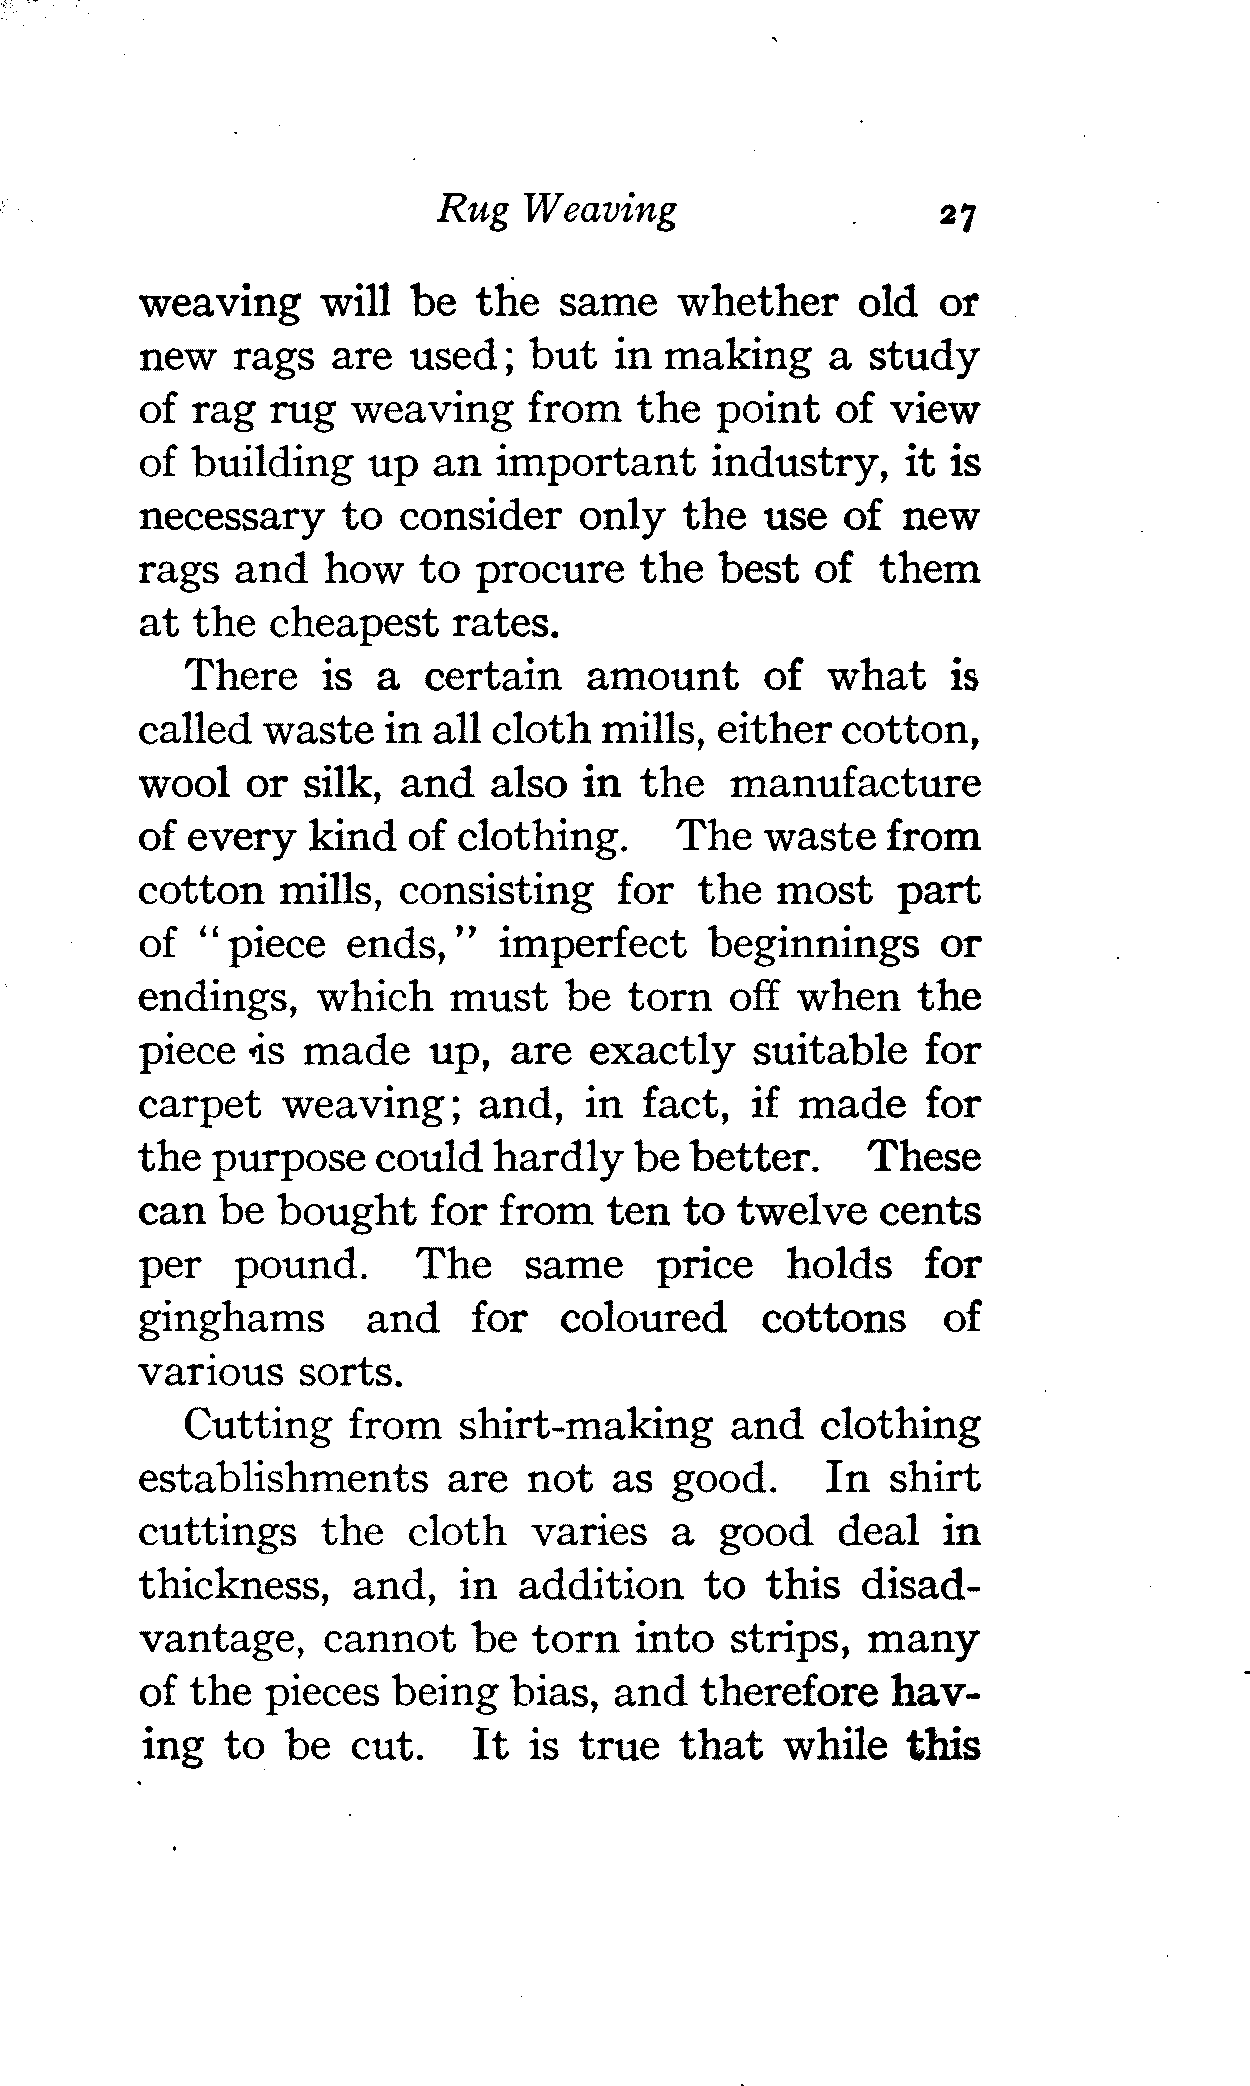 Rug Weaving 27
weaving will be the same whether old or
new rags are used; but in making a study
of rag rug weaving from the point of view
of building up an important industry, it is
necessary to consider only the use of new
rags and how to procure the best of them
at the cheapest rates.
There is a certain amount of what is
called waste in all cloth mills, either cotton,
wool or silk, and also in the manufacture
of every kind of clothing. The waste from
cotton mills, consisting for the most part
of “piece ends,” imperfect beginnings or
endings, which must be torn off when the
piece is made up, are exactly suitable for
carpet weaving; and, in fact, if made for
the purpose could hardly be better. These
can be bought for from ten to twelve cents
per pound. The same price holds for
ginghams and for coloured cottons of
various sorts.
Cutting from shirt-making and clothing
establishments are not as good. In shirt
cuttings the cloth varies a good deal in
thickness, and, in addition to this disad-
vantage, cannot be torn into strips, many
of the pieces being bias, and therefore hav-
ing to be cut. It is true that while this